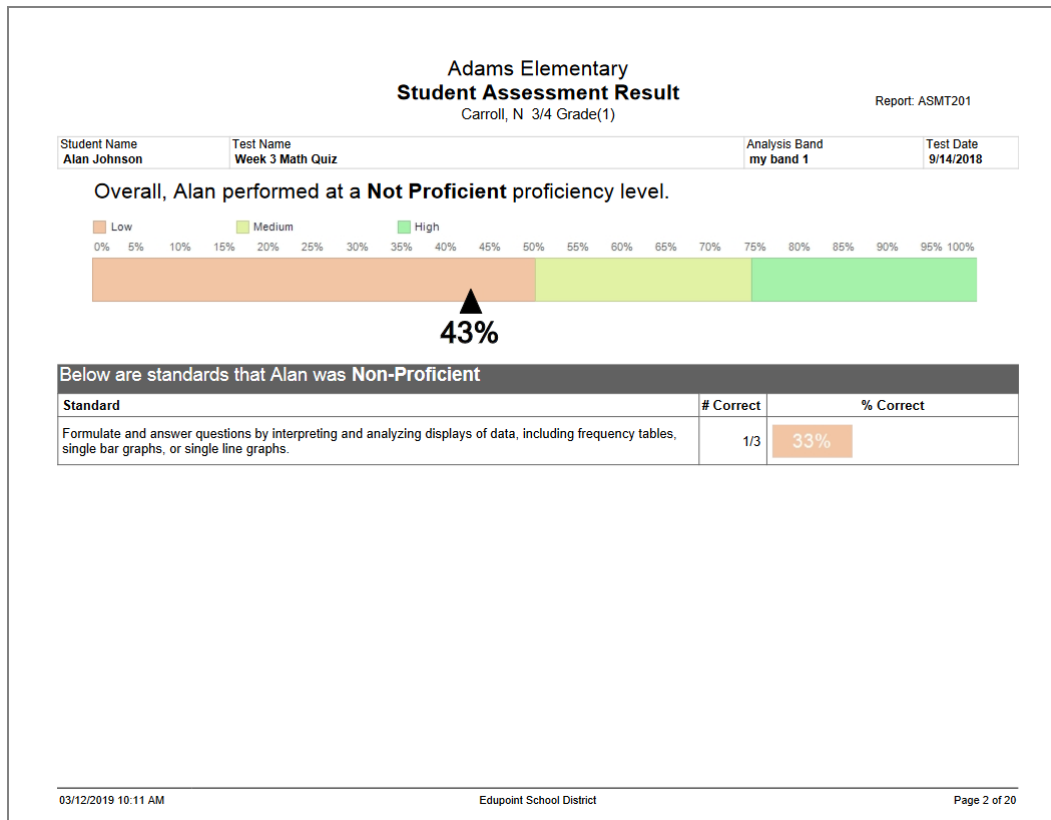 Adams Elementary
Student Assessment Result
Report: ASMT201
Carroll, N  3/4 Grade(1)
Student Name Test Name Analysis Band Test Date
Alan Johnson Week 3 Math Quiz my band 1 9/14/2018
Overall, Alan performed at a Not Proficient proficiency level.
Low Medium High
0% 5% 10% 15% 20% 25% 30% 35% 40% 45% 50% 55% 60% 65% 70% 75% 80% 85% 90% 95% 100%
43%
Below are standards that Alan was Non-Proficient
Standard # Correct % Correct
Formulate and answer questions by interpreting and analyzing displays of data, including frequency tables,
single bar graphs, or single line graphs.
1/3 33%
03/12/2019 10:11 AM Edupoint School District Page 2 of 20